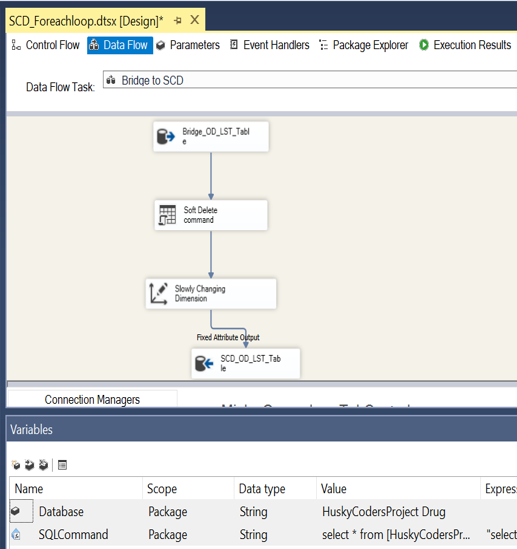 SCD_Foreachloop.dtsx [Design]*
Control Flow Data Flow Parameters Event Handlers Package Explorer Execution Results
Data Flow Task: Bridge to SCD
Bridge_OD_LST_Tabl
e
Soft Delete
command
Slowly Changing
Dimension
Fixed Attribute Output
SCD_OD_LST_Tab
le
Connection Managers
Variables
Name Scope Data type Value Expres
Database Package String HuskyCodersProject Drug
SQLCommand Package String select * from [HuskyCodersPr... "select